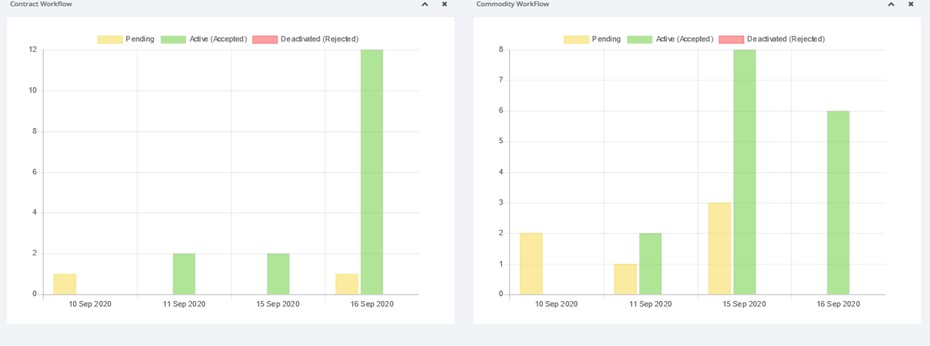 Contract Workflow
Pending Active (Accepted) Deactivated (Rejected)
12
10
8
6
4
2
0
10 Sep 2020 11 Sep 2020 15 Sep 2020 16 Sep 2020
Commodity WorkFlow
Pending Active (Accepted) Deactivated (Rejected)
8
7
6
5
4
3
2
1
0
10 Sep 2020 11 Sep 2020 15 Sep 2020 16 Sep 2020